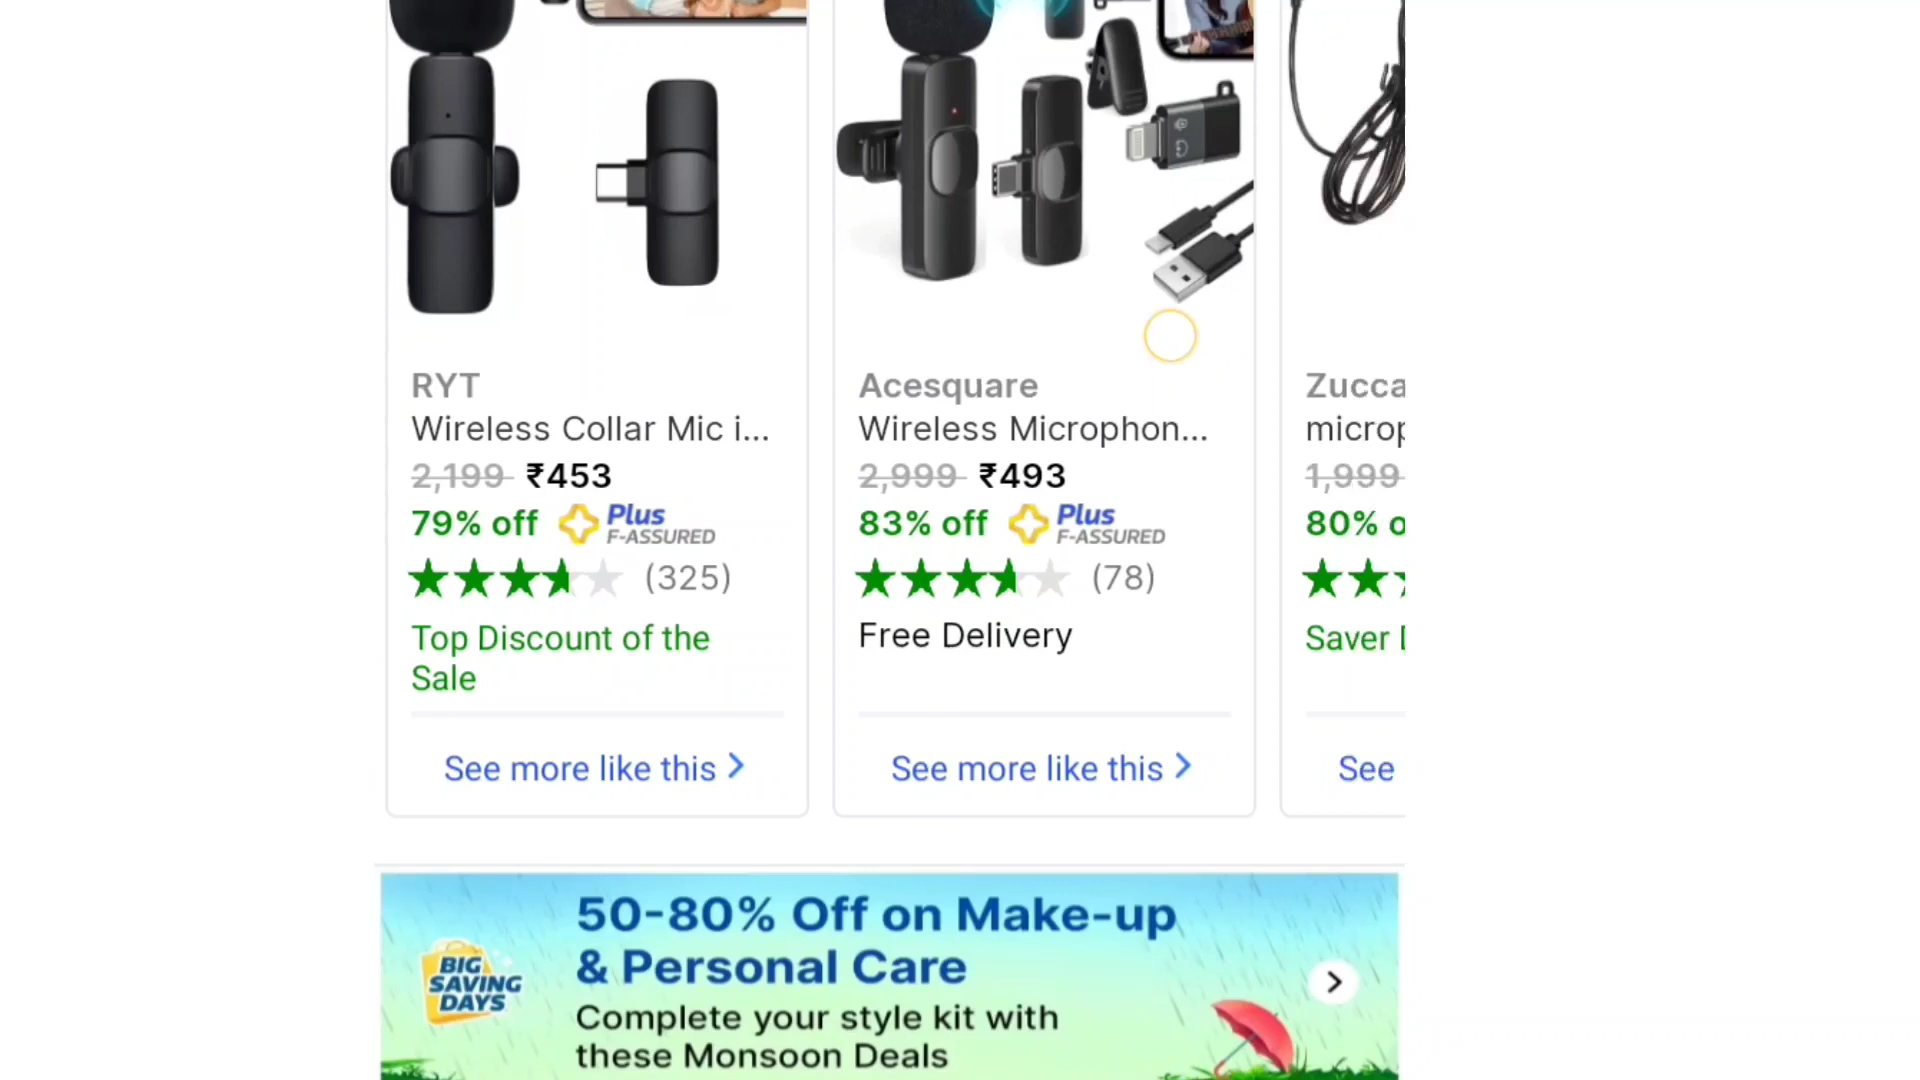 RYT
Wireless Collar Mic i...
2,199 ₹453
79% off Plus F-ASSURED
(325)
Top Discount of the
Sale
See more like this
Acesquare
Wireless Microphon...
2,999 ₹493
83% off Plus F-ASSURED
(78)
Free Delivery
See more like this
Zucca
microp
1,999
80% o
Saver
See
BIG
SAVING
DAYS
50-80% Off on Make-up
& Personal Care
Complete your style kit with
these Monsoon Deals